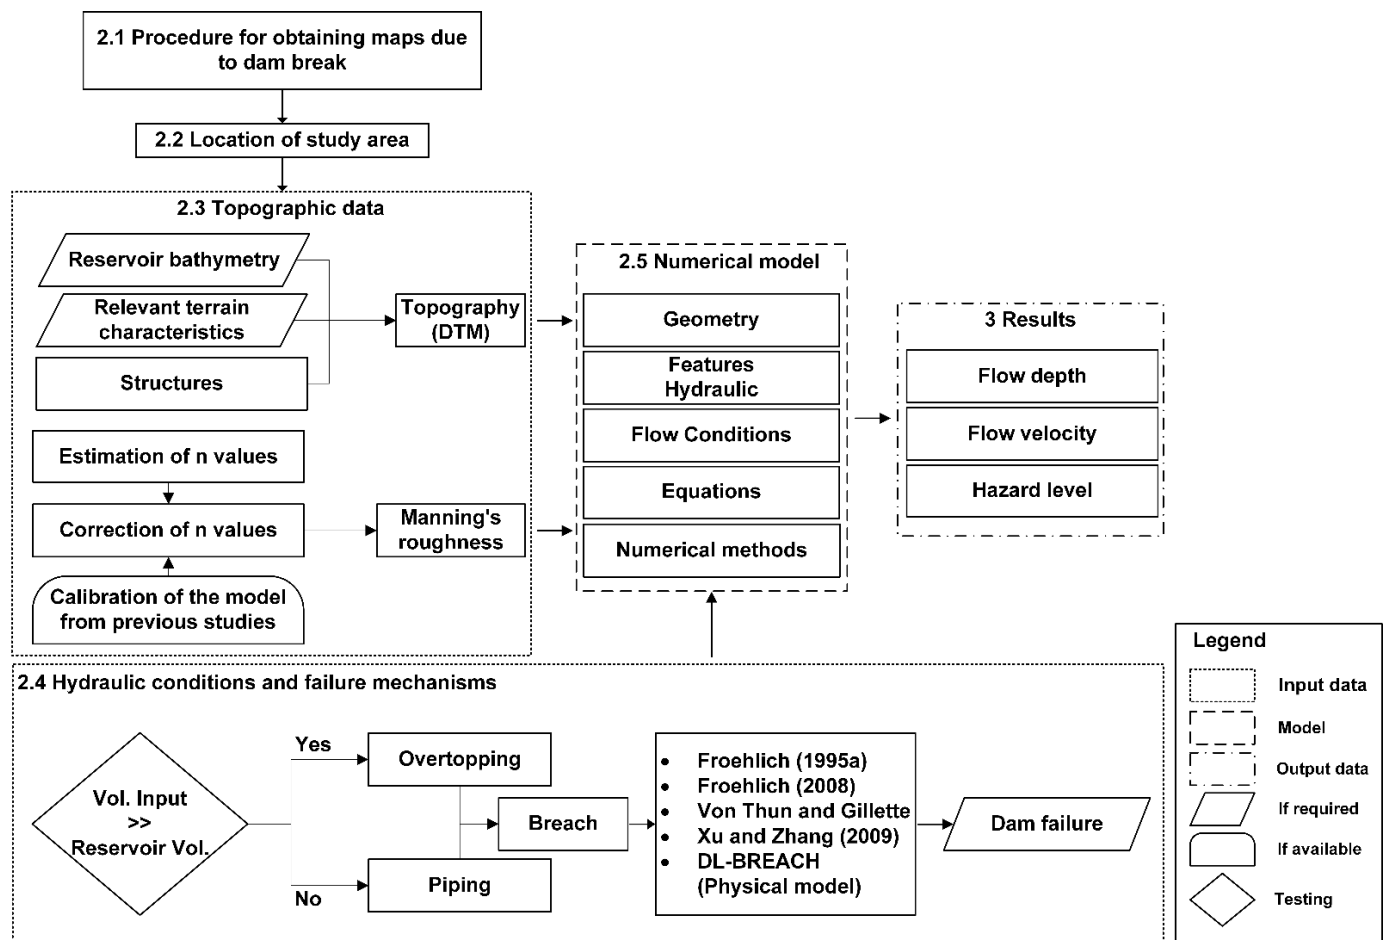 2.1 Procedure for obtaining maps due
to dam break
2.2 Location of study area
2.3 Topographic data
Reservoir bathymetry
Relevant terrain
characteristics
Structures
Topography
(DTM)
Estimation of n values
Correction of n values
Manning's
roughness
Calibration of the model
from previous studies
2.5 Numerical model
Geometry
Features
Hydraulic
Flow Conditions
Equations
Numerical methods
3 Results
Flow depth
Flow velocity
Hazard level
2.4 Hydraulic conditions and failure mechanisms
Vol. Input
>>
Reservoir Vol.
Yes
No
Overtopping
Piping
Breach
• Froehlich (1995a)
• Froehlich (2008)
• Von Thun and Gillette
• Xu and Zhang (2009)
• DL-BREACH
(Physical model)
Dam failure
Legend
Input data
Model
Output data
If required
If available
Testing